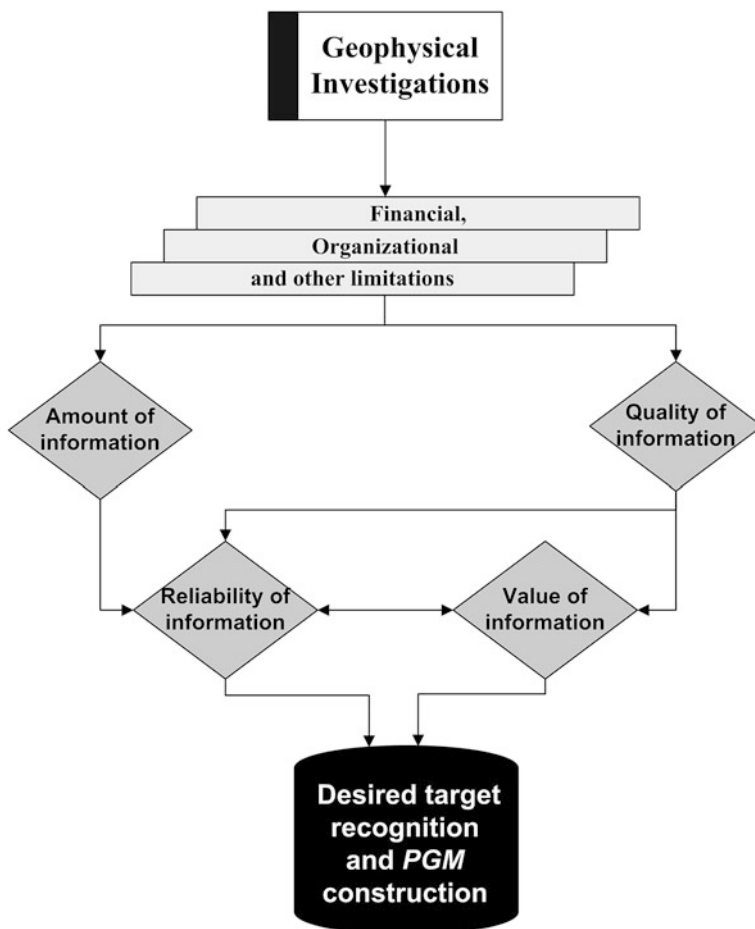 Geophysical
Investigations
Financial,
Organizational
and other limitations
Amount of
information
Quality of
information
Reliability of
information
Value of
information
Desired target
recognition
and PGM
construction